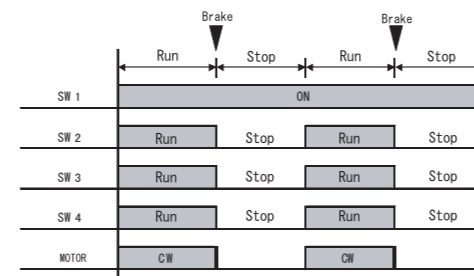 Brake Brake
Run Stop Run Stop
SW 1 ON
SW 2 Run Stop Run Stop
SW 3 Run Stop Run Stop
SW 4 Run Stop Run Stop
MOTOR CW CW